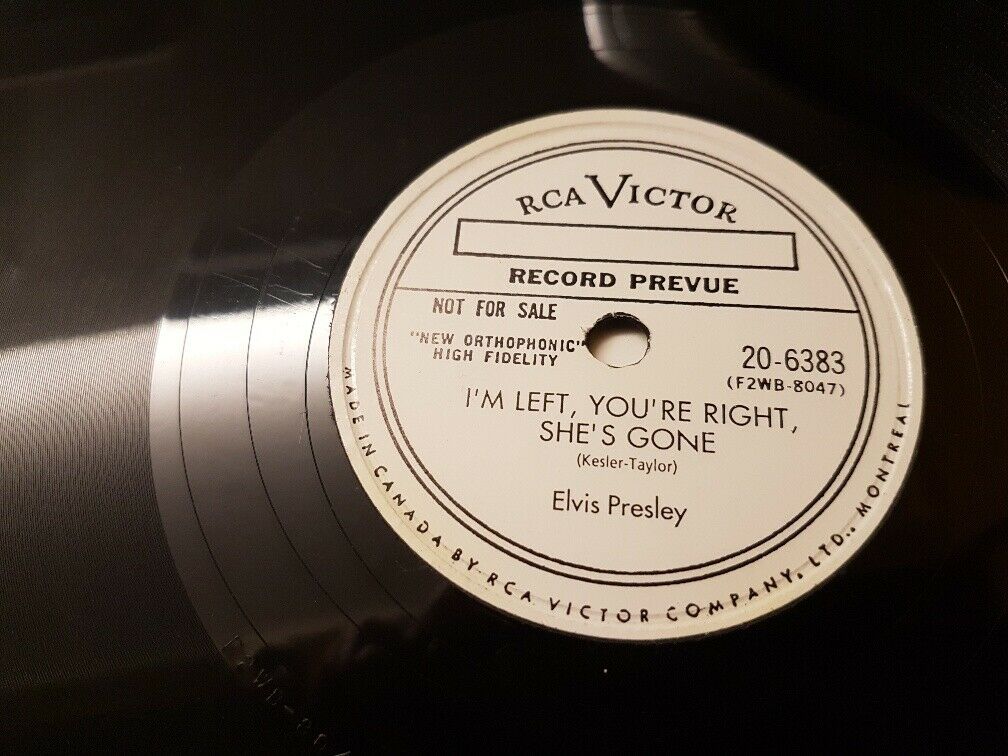 RCA VICTOR
RECORD PREVUE
NOT FOR SALE
"NEW ORTHOPHONIC"
HIGH FIDELITY
20-6383
(F2WB-8047)
I'M LEFT, YOU'RE RIGHT,
SHE'S GONE
(Kesler-Taylor)
Elvis Presley
MADE IN CANADA BY RCA VICTOR COMPANY, LTD., MONTREAL